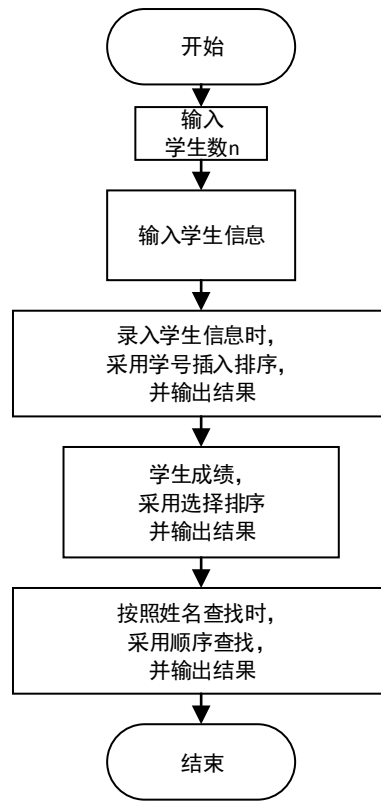 开始
输入
学生数n
输入学生信息
录入学生信息时，
采用学号插入排序，
并输出结果
学生成绩，
采用选择排序
并输出结果
按照姓名查找时，
采用顺序查找，
并输出结果
结束